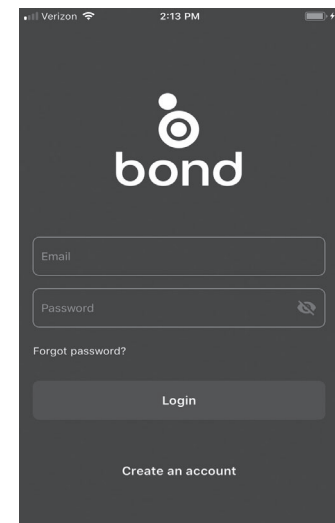 Verizon 2:13 PM
bond
Email
Password
Forgot password?
Login
Create an account